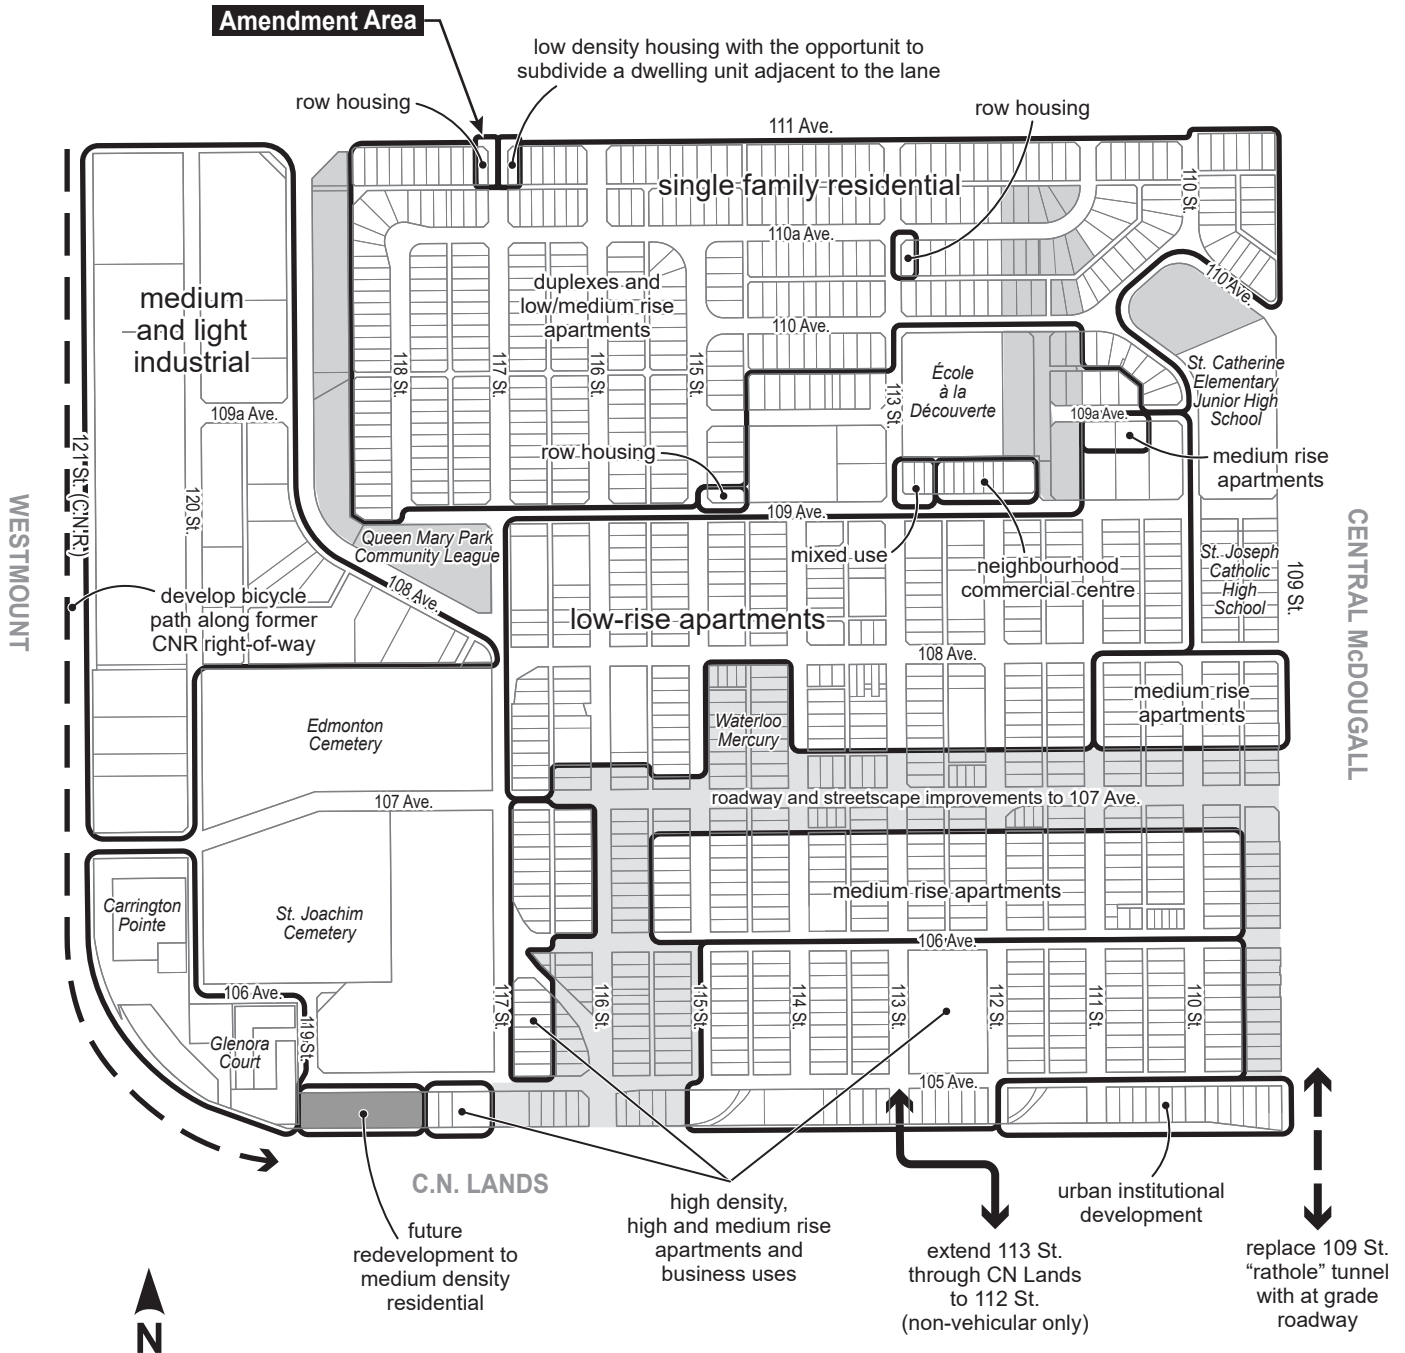 Amendment Area
low density housing with the opportunit to
subdivide a dwelling unit adjacent to the lane
row housing
row housing
111 Ave.
single family residential
110 St.
110a Ave.
110 Ave.
medium
and light
industrial
duplexes and
low/medium rise
apartments
110 Ave.
118 St.
117 St.
116 St.
115 St.
113 St.
École
à la
Découverte
St. Catherine
Elementary
Junior High
School
109a Ave.
109a Ave.
121 St. (C.N.R.)
120 St.
row housing
medium rise
apartments
109 Ave.
WESTMOUNT
CENTRAL McDOUGALL
Queen Mary Park
Community League
mixed use
neighbourhood
commercial centre
St. Joseph
Catholic
High
School
109 St.
develop bicycle
path along former
CNR right-of-way
108 Ave.
low-rise apartments
108 Ave.
medium rise
apartments
Edmonton
Cemetery
Waterloo
Mercury
107 Ave.
roadway and streetscape improvements to 107 Ave.
Carrington
Pointe
St. Joachim
Cemetery
medium rise apartments
106 Ave.
106 Ave.
119 St.
117 St.
116 St.
115 St.
114 St.
113 St.
112 St.
111 St.
110 St.
Glenora
Court
105 Ave.
C.N. LANDS
future
redevelopment to
medium density
residential
high density,
high and medium rise
apartments and
business uses
extend 113 St.
through CN Lands
to 112 St.
(non-vehicular only)
urban institutional
development
replace 109 St.
“rathole” tunnel
with at grade
roadway
N